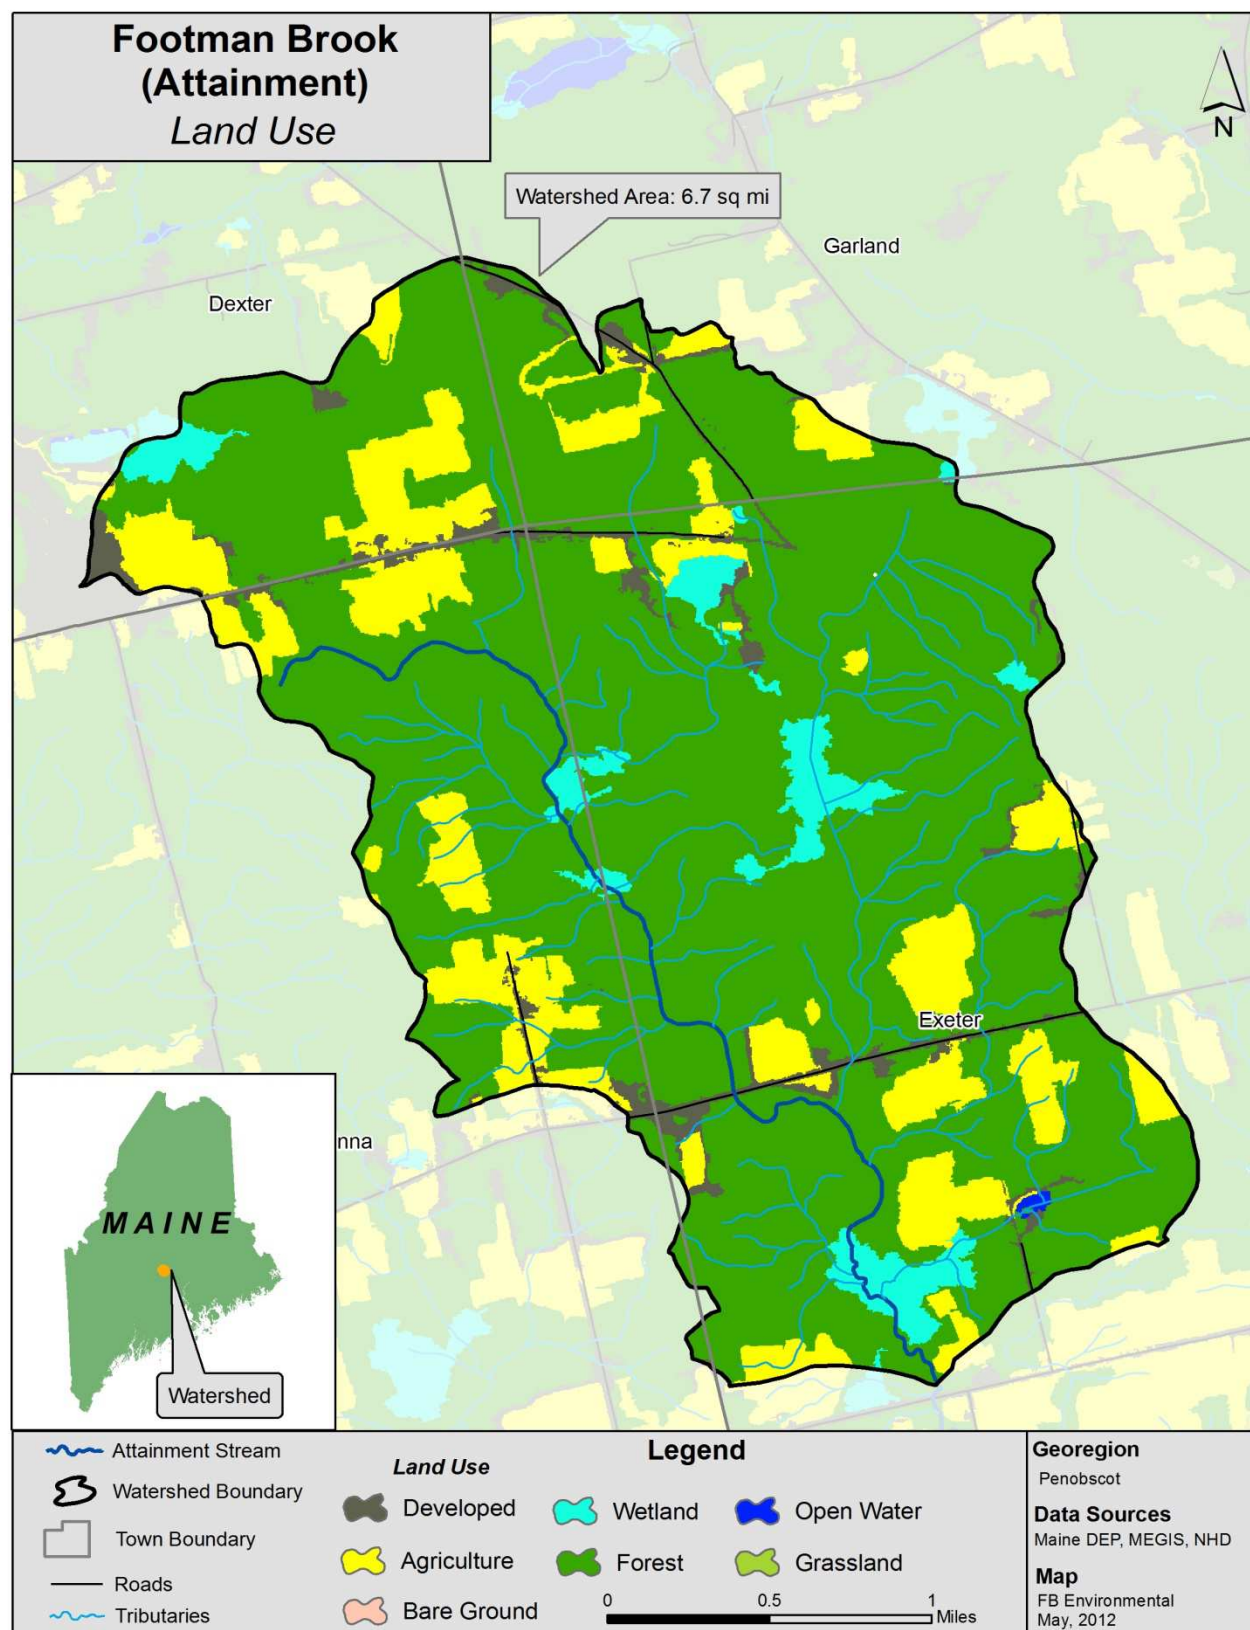 Footman Brook
(Attainment)
Land Use
N
Watershed Area: 6.7 sq mi
Garland
Dexter
Exeter
nna
MAINE
Watershed
Legend
Attainment Stream
Watershed Boundary
Town Boundary
Roads
Tributaries
Land Use
Developed
Wetland
Open Water
Agriculture
Forest
Grassland
Bare Ground
0 0.5 1
Miles
Georegion
Penobscot
Data Sources
Maine DEP, MEGIS, NHD
Map
FB Environmental
May, 2012